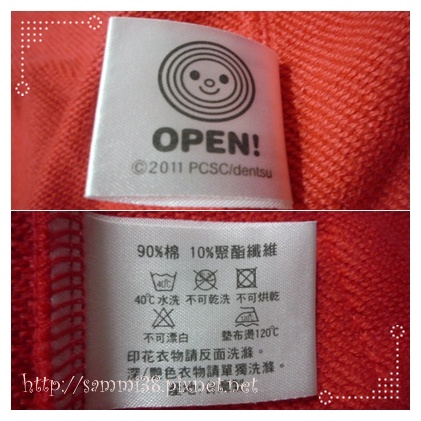 OPEN!
©2011 PCSC/dentsu
90%棉 10%聚酯纖維
40℃
40℃水洗 不可乾洗 不可烘乾
不可漂白 墊布燙120℃
印花衣物請反面洗滌。
深/艷色衣物請單獨洗滌。
http://sammi38.pixnet.net